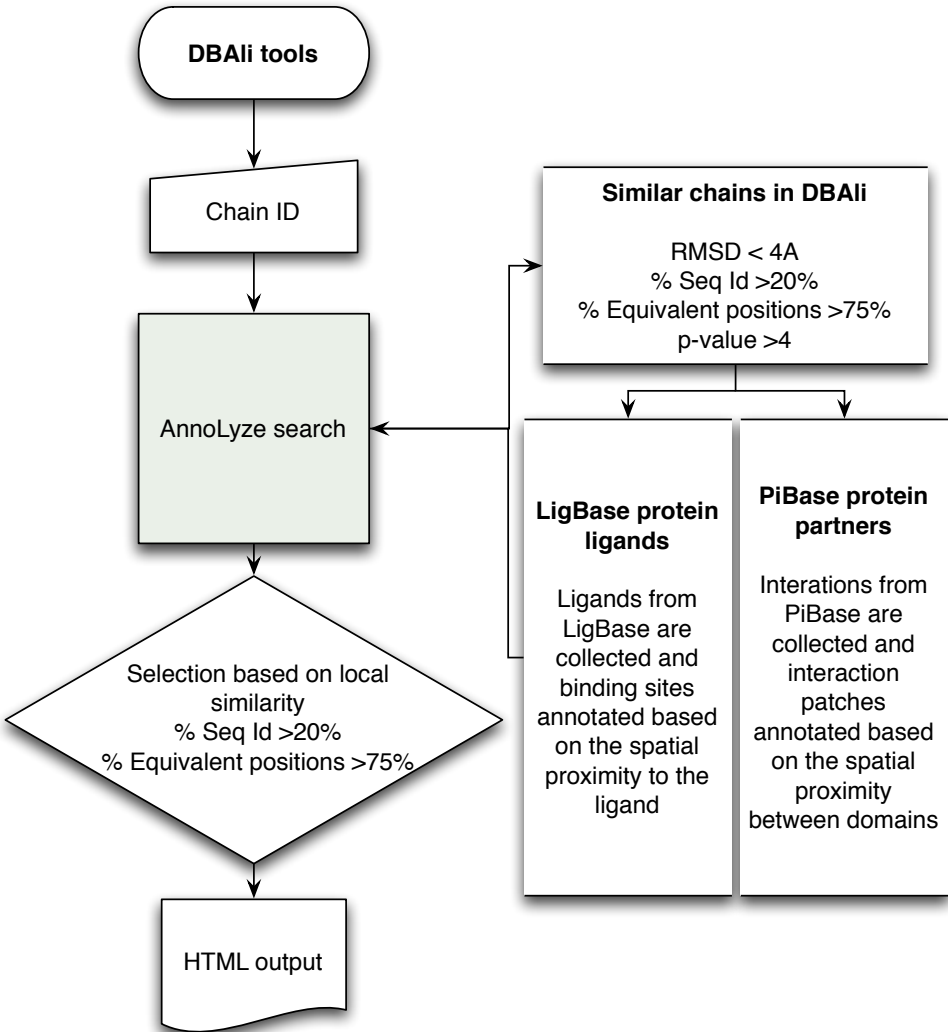 DBAli tools
Chain ID
AnnoLyze search
Selection based on local
similarity
% Seq Id >20%
% Equivalent positions >75%
HTML output
Similar chains in DBAli
RMSD < 4A
% Seq Id >20%
% Equivalent positions >75%
p-value >4
LigBase protein
ligands
Ligands from
LigBase are
collected and
binding sites
annotated based
on the spatial
proximity to the
ligand
PiBase protein
partners
Interations from
PiBase are
collected and
interaction
patches
annotated based
on the spatial
proximity
between domains